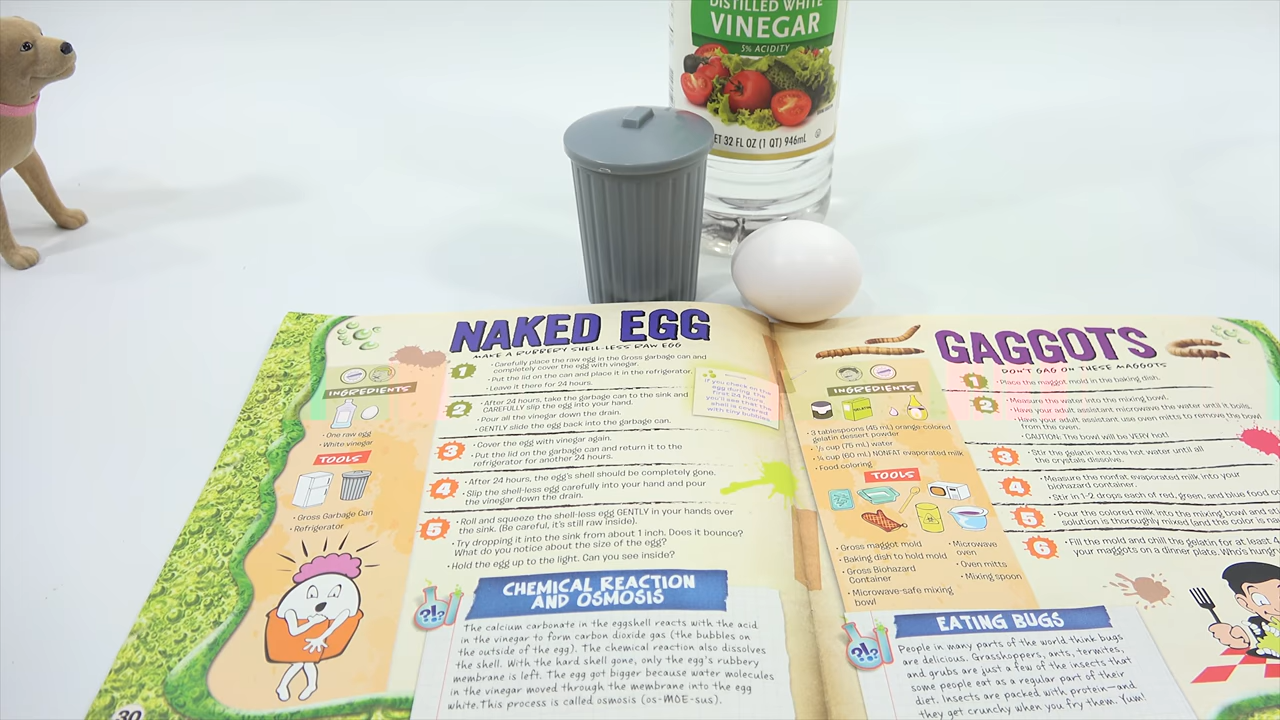 DISTILLED WHITE
VINEGAR
5% ACIDITY
ET 32 FL OZ (1 QT) 946mL
NAKED EGG
MAKE A RUBBERY SHELL-LESS RAW EGG
INGREDIENTS
• One raw egg
• White vinegar
TOOLS
• Gross Garbage Can
• Refrigerator
1
• Carefully place the raw egg in the Gross garbage can and
completely cover the egg with vinegar.
• Put the lid on the can and place it in the refrigerator.
• Leave it there for 24 hours.
If you check on the
egg during the
first 24 hours,
you'll see that the
shell is covered
with tiny bubbles
2
• After 24 hours, take the garbage can to the sink and
CAREFULLY slip the egg into your hand.
• Pour all the vinegar down the drain.
• GENTLY slide the egg back into the garbage can.
3
• Cover the egg with vinegar again.
• Put the lid on the garbage can and return it to the
refrigerator for another 24 hours.
4
• After 24 hours, the egg's shell should be completely gone.
• Slip the shell-less egg carefully into your hand and pour
the vinegar down the drain.
5
• Roll and squeeze the shell-less egg GENTLY in your hands over
the sink. (Be careful, it's still raw inside).
• Try dropping it into the sink from about 1 inch. Does it bounce?
What do you notice about the size of the egg?
• Hold the egg up to the light. Can you see inside?
CHEMICAL REACTION
AND OSMOSIS
The calcium carbonate in the eggshell reacts with the acid
in the vinegar to form carbon dioxide gas (the bubbles on
the outside of the egg). The chemical reaction also dissolves
the shell. With the hard shell gone, only the egg's rubbery
membrane is left. The egg got bigger because water molecules
in the vinegar moved through the membrane into the egg
white. This process is called osmosis (os-MOE-sus).
30
GAGGOTS
DON'T GAG ON THESE MAGGOTS
INGREDIENTS
• 3 tablespoons (45 mL) orange-colored
gelatin dessert powder
• ⅓ cup (75 mL) water
• ¼ cup (60 mL) NONFAT evaporated milk
• Food coloring
TOOLS
• Gross maggot mold
• Baking dish to hold mold
• Gross Biohazard
Container
• Microwave-safe mixing
bowl
• Microwave
oven
• Oven mitts
• Mixing spoon
1
• Place the maggot mold in the baking dish.
2
• Measure the water into the mixing bowl.
• Have your adult assistant microwave the water until it boils.
• Have your adult assistant use oven mitts to remove the bowl
from the oven.
• CAUTION: The bowl will be VERY hot!
3
• Stir the gelatin into the hot water until all
the crystals dissolve.
4
• Measure the nonfat evaporated milk into your
biohazard container.
• Stir in 1-2 drops each of red, green, and blue food co
5
• Pour the colored milk into the mixing bowl and st
solution is thoroughly mixed (and the color is na
6
• Fill the mold and chill the gelatin for at least
your maggots on a dinner plate. When
EATING BUGS
People in many parts of the world think bugs
are delicious. Grasshoppers, ants, termites,
and grubs are just a few of the insects that
some people eat as a regular part of their
diet. Insects are packed with protein—and
they get crunchy when you fry them. Yum!